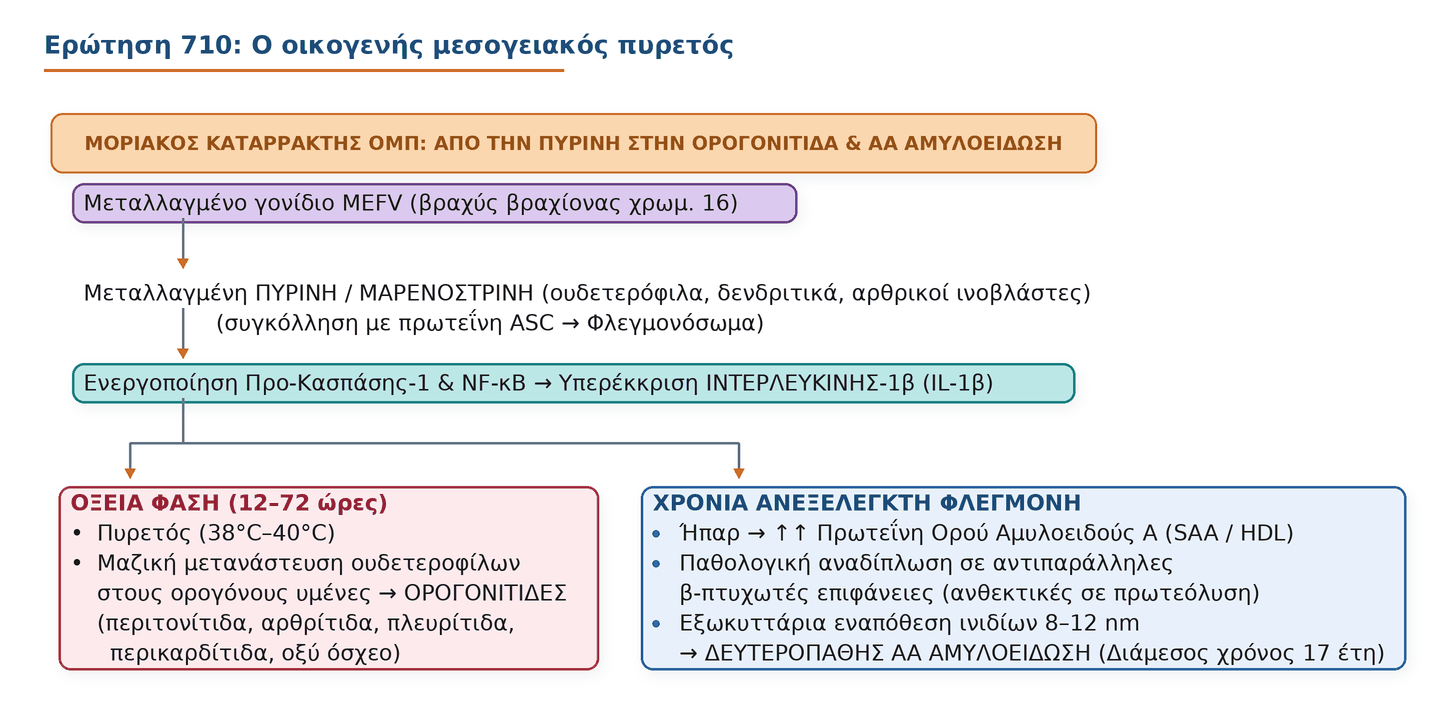 Ερώτηση 710: Ο οικογενής μεσογειακός πυρετός
ΜΟΡΙΑΚΟΣ ΚΑΤΑΡΡΑΚΤΗΣ ΟΜΠ: ΑΠΟ ΤΗΝ ΠΥΡΙΝΗ ΣΤΗΝ ΟΡΟΓΟΝΙΤΙΔΑ & ΑΑ ΑΜΥΛΟΕΙΔΩΣΗ
Μεταλλαγμένο γονίδιο MEFV (βραχύς βραχίονας χρωμ. 16)
Μεταλλαγμένη ΠΥΡΙΝΗ / ΜΑΡΕΝΟΣΤΡΙΝΗ (ουδετερόφιλα, δενδριτικά, αρθρικοί ινοβλάστες)
(συγκόλληση με πρωτεΐνη ASC → Φλεγμονόσωμα)
Ενεργοποίηση Προ-Κασπάσης-1 & NF-κB → Υπερέκκριση ΙΝΤΕΡΛΕΥΚΙΝΗΣ-1β (IL-1β)
ΟΞΕΙΑ ΦΑΣΗ (12–72 ώρες)
• Πυρετός (38°C–40°C)
• Μαζική μετανάστευση ουδετεροφίλων
στους ορογόνους υμένες → ΟΡΟΓΟΝΙΤΙΔΕΣ
(περιτονίτιδα, αρθρίτιδα, πλευρίτιδα,
περικαρδίτιδα, οξύ όσχεο)
ΧΡΟΝΙΑ ΑΝΕΞΕΛΕΓΚΤΗ ΦΛΕΓΜΟΝΗ
• Ήπαρ → ↑↑ Πρωτεΐνη Ορού Αμυλοειδούς Α (SAA / HDL)
• Παθολογική αναδίπλωση σε αντιπαράλληλες
β-πτυχωτές επιφάνειες (ανθεκτικές σε πρωτεόλυση)
• Εξωκυττάρια εναπόθεση ινιδίων 8–12 nm
→ ΔΕΥΤΕΡΟΠΑΘΗΣ ΑΑ ΑΜΥΛΟΕΙΔΩΣΗ (Διάμεσος χρόνος 17 έτη)